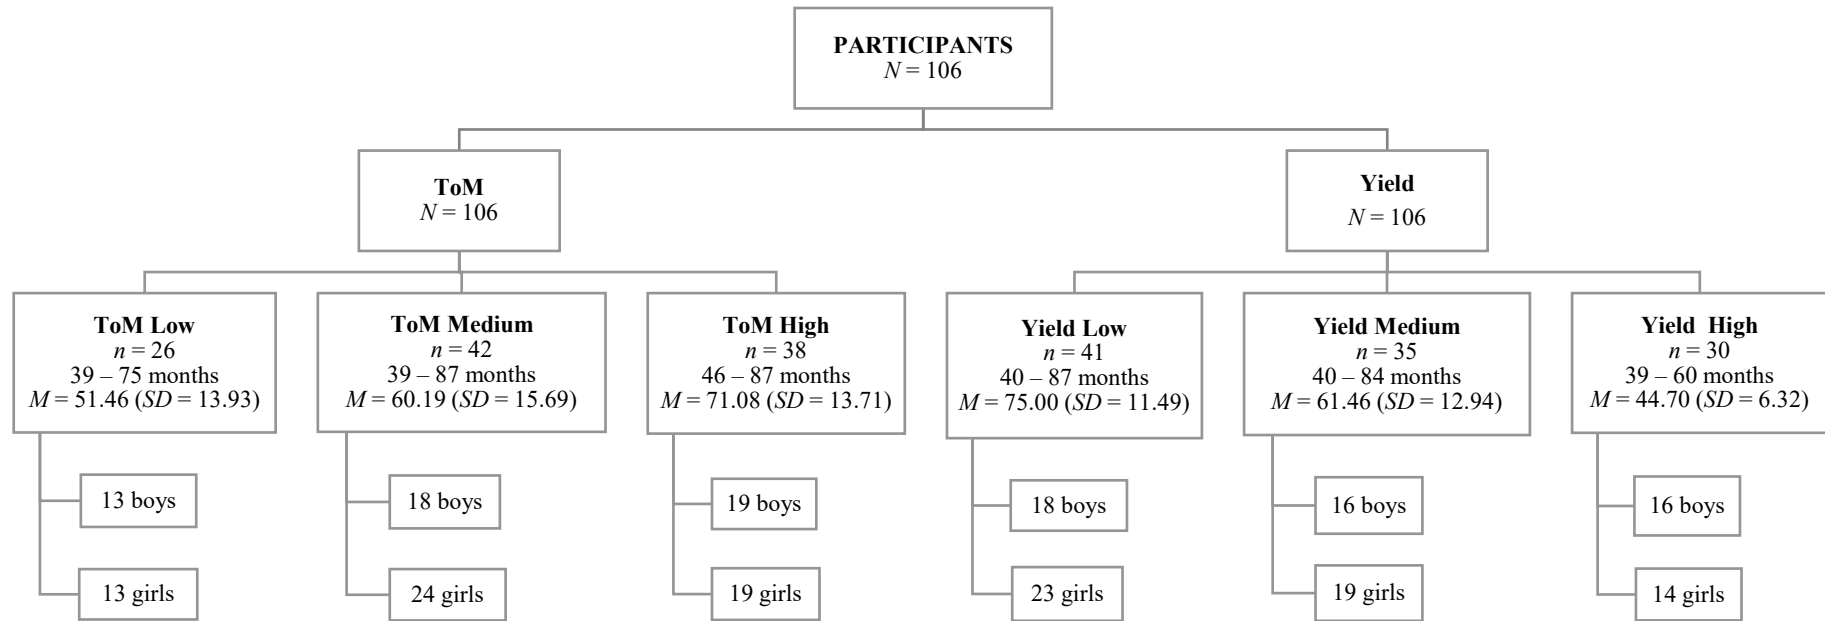 PARTICIPANTS
N = 106
ToM
N = 106
Yield
N = 106
ToM Low
n = 26
39 – 75 months
M = 51.46 (SD = 13.93)
ToM Medium
n = 42
39 – 87 months
M = 60.19 (SD = 15.69)
ToM High
n = 38
46 – 87 months
M = 71.08 (SD = 13.71)
Yield Low
n = 41
40 – 87 months
M = 75.00 (SD = 11.49)
Yield Medium
n = 35
40 – 84 months
M = 61.46 (SD = 12.94)
Yield High
n = 30
39 – 60 months
M = 44.70 (SD = 6.32)
13 boys
18 boys
19 boys
18 boys
16 boys
16 boys
13 girls
24 girls
19 girls
23 girls
19 girls
14 girls